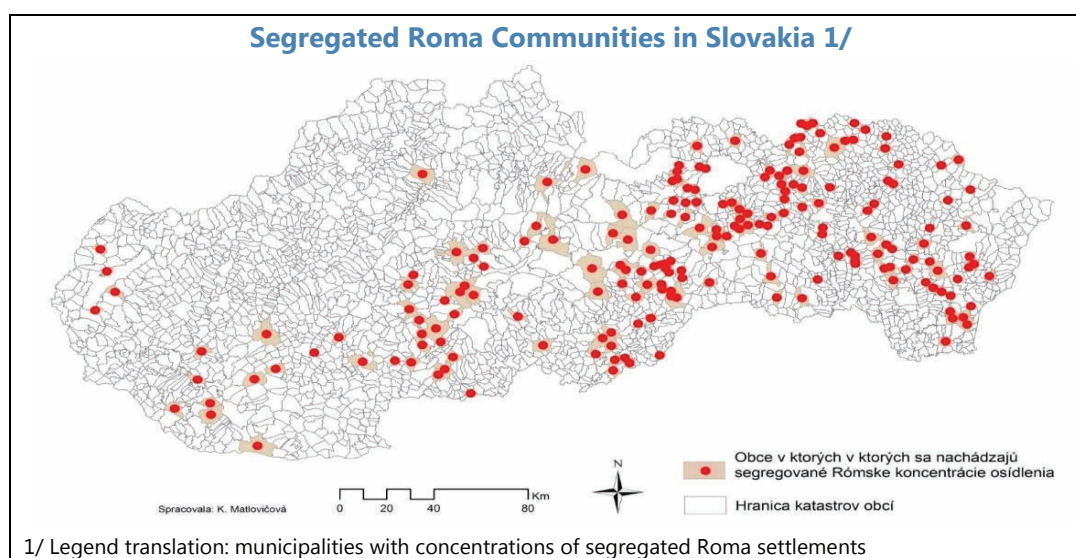 Segregated Roma Communities in Slovakia 1/
N
Obce v ktorých v ktorých sa nachádzajú
segregované Rómske koncentrácie osídlenia
Hranica katastrov obcí
Spracovala: K. Matlovičová
Km
0 20 40 80
1/ Legend translation: municipalities with concentrations of segregated Roma settlements